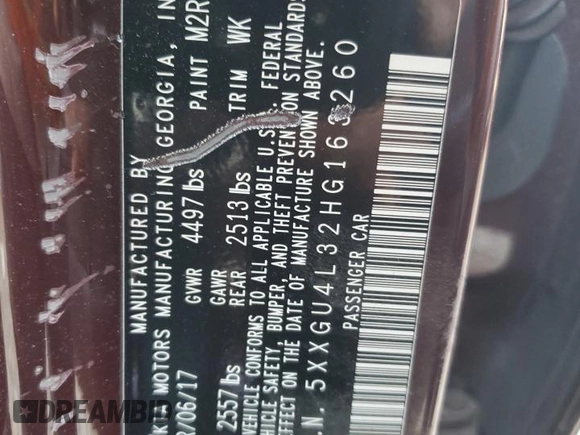 MANUFACTURED BY
MOTORS MANUFACTURING GEORGIA, IN
/06/17 GVWR 4497 lbs PAINT M2R
GAWR
2557 lbs REAR 2513 lbs TRIM WK
VEHICLE CONFORMS TO ALL APPLICABLE U.S. FEDERAL
VEHICLE SAFETY, BUMPER, AND THEFT PREVENTION STANDARDS
EFFECT ON THE DATE OF MANUFACTURE SHOWN ABOVE.
I.N. 5XXGU4L32HG163260
PASSENGER CAR
DREAMBID